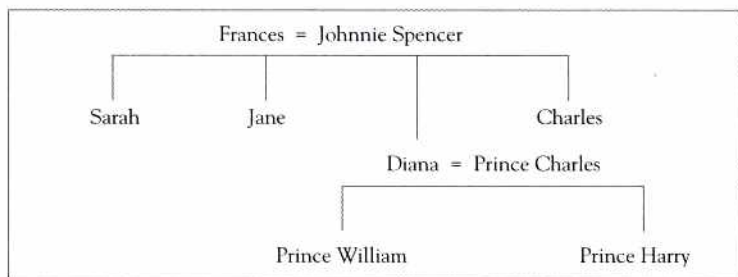 Frances = Johnnie Spencer
Sarah Jane Charles
Diana = Prince Charles
Prince William Prince Harry